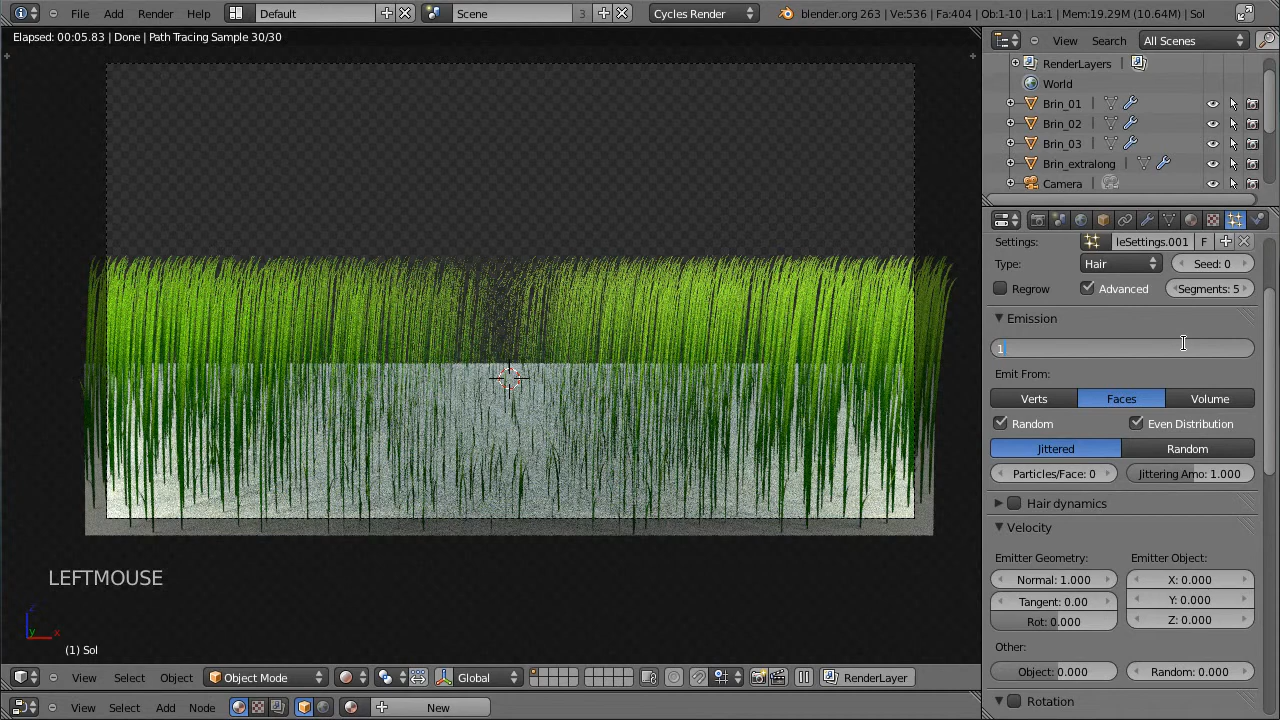 File Add Render Help Default Scene 3 Cycles Render blender.org 263 | Ve:536 | Fa:404 | Ob:1-10 | La:1 | Mem:19.29M (10.64M) | Sol
Elapsed: 00:05.83 | Done | Path Tracing Sample 30/30
View Search All Scenes
RenderLayers
World
Brin_01
Brin_02
Brin_03
Brin_extralong
Camera
Settings: leSettings.001 F
Type: Hair Seed: 0
Regrow Advanced Segments: 5
Emission
1
Emit From:
Verts Faces Volume
Random Even Distribution
Jittered Random
Particles/Face: 0 Jittering Amo: 1.000
Hair dynamics
Velocity
Emitter Geometry: Emitter Object:
Normal: 1.000 X: 0.000
Tangent: 0.00 Y: 0.000
Rot: 0.000 Z: 0.000
Other:
Object: 0.000 Random: 0.000
Rotation
LEFTMOUSE
z
y x
(1) Sol
View Select Object Object Mode Global RenderLayer
View Select Add Node New